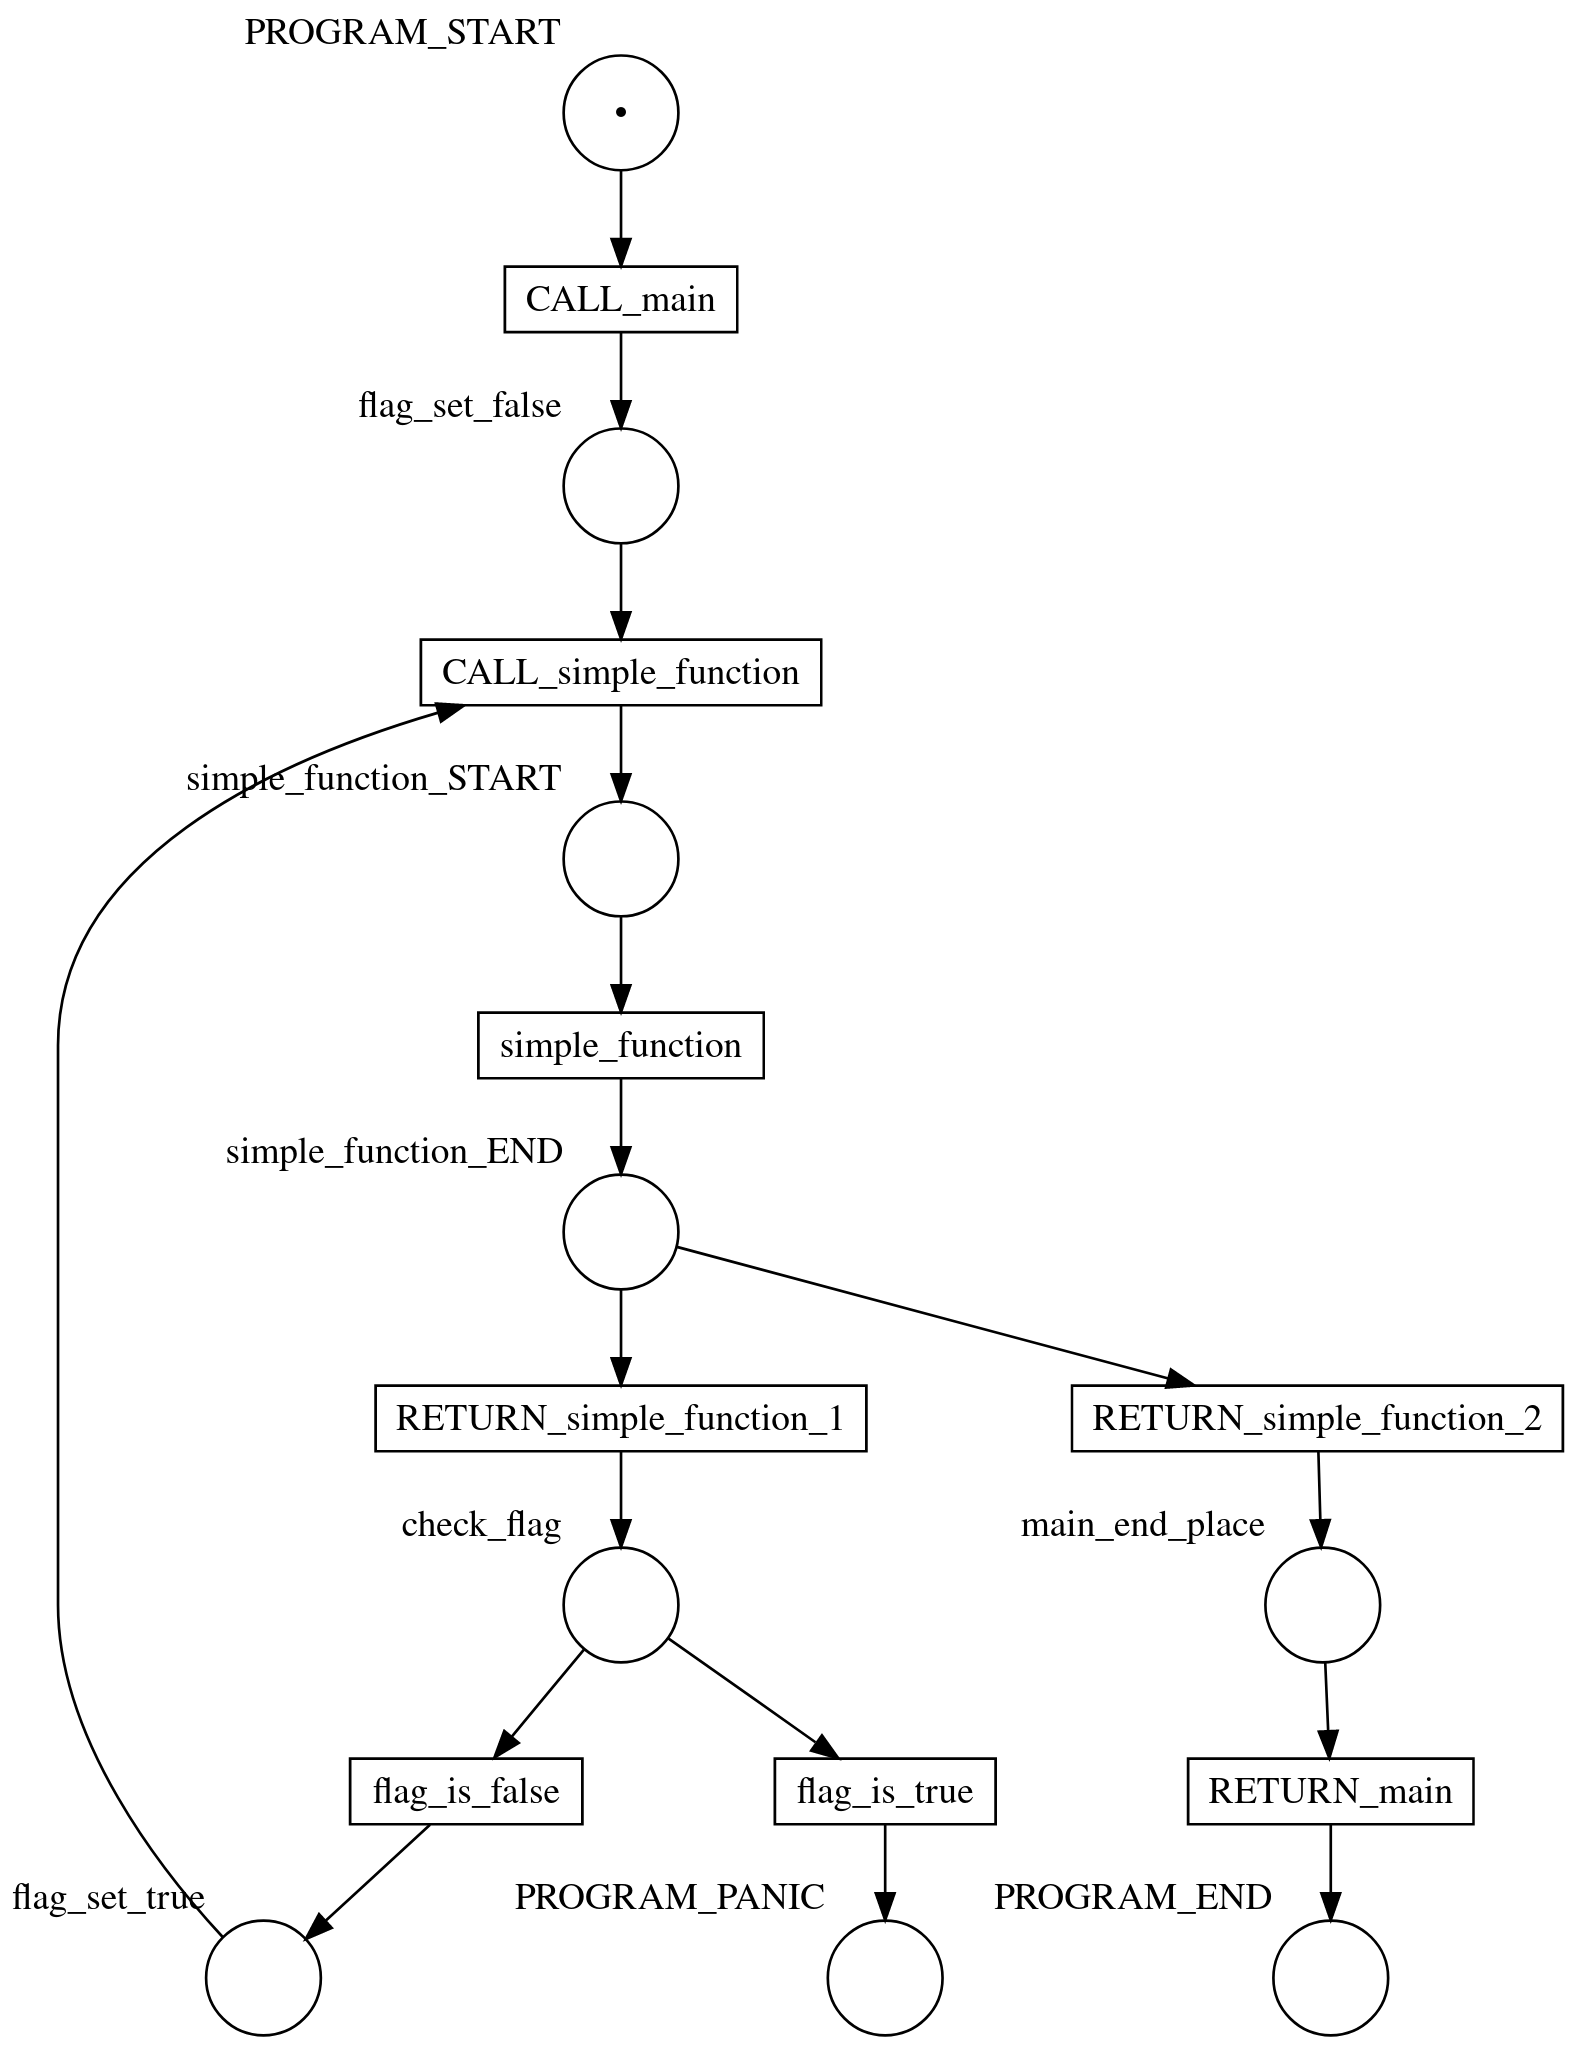 PROGRAM_START
CALL_main
flag_set_false
CALL_simple_function
simple_function_START
simple_function
simple_function_END
RETURN_simple_function_1
RETURN_simple_function_2
check_flag
main_end_place
flag_is_false
flag_is_true
RETURN_main
flag_set_true
PROGRAM_PANIC
PROGRAM_END